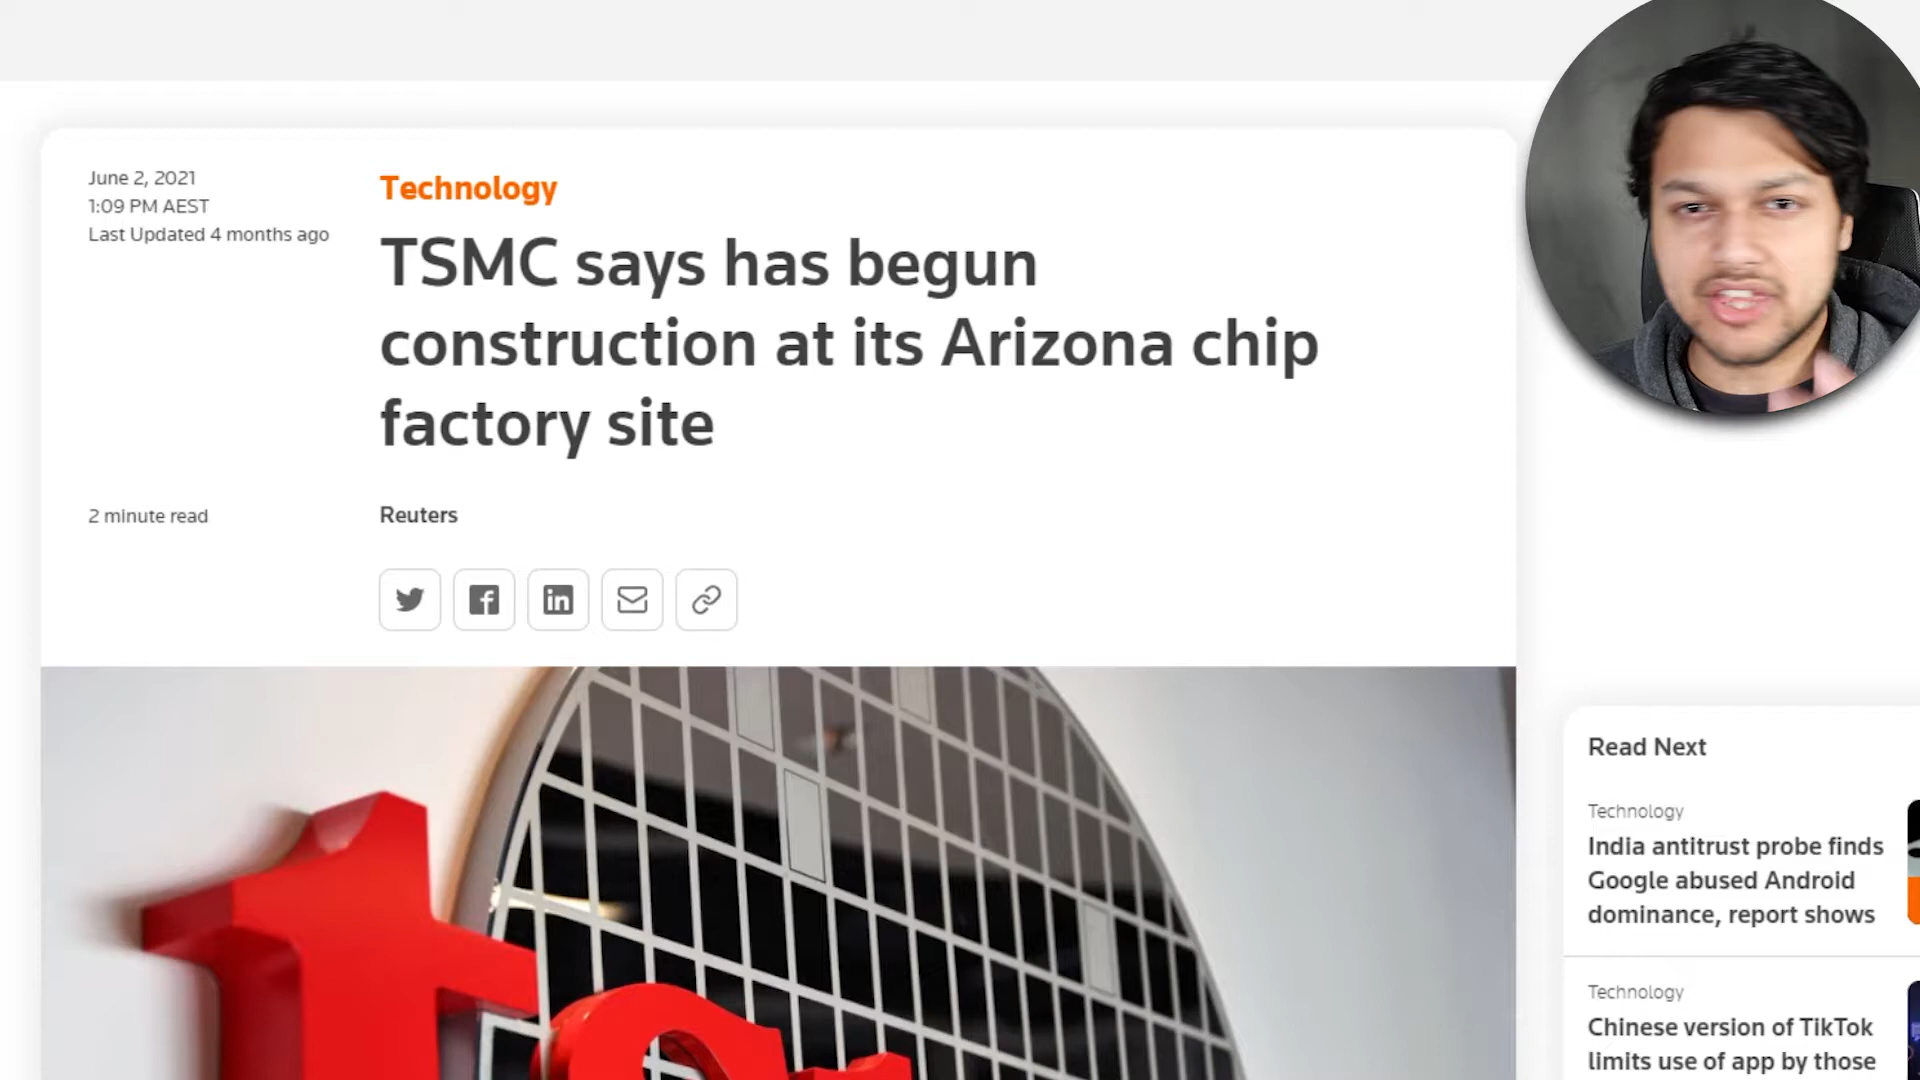 June 2, 2021
1:09 PM AEST
Last Updated 4 months ago
Technology
TSMC says has begun
construction at its Arizona chip
factory site
2 minute read
Reuters
Read Next
Technology
India antitrust probe finds
Google abused Android
dominance, report shows
Technology
Chinese version of TikTok
limits use of app by those